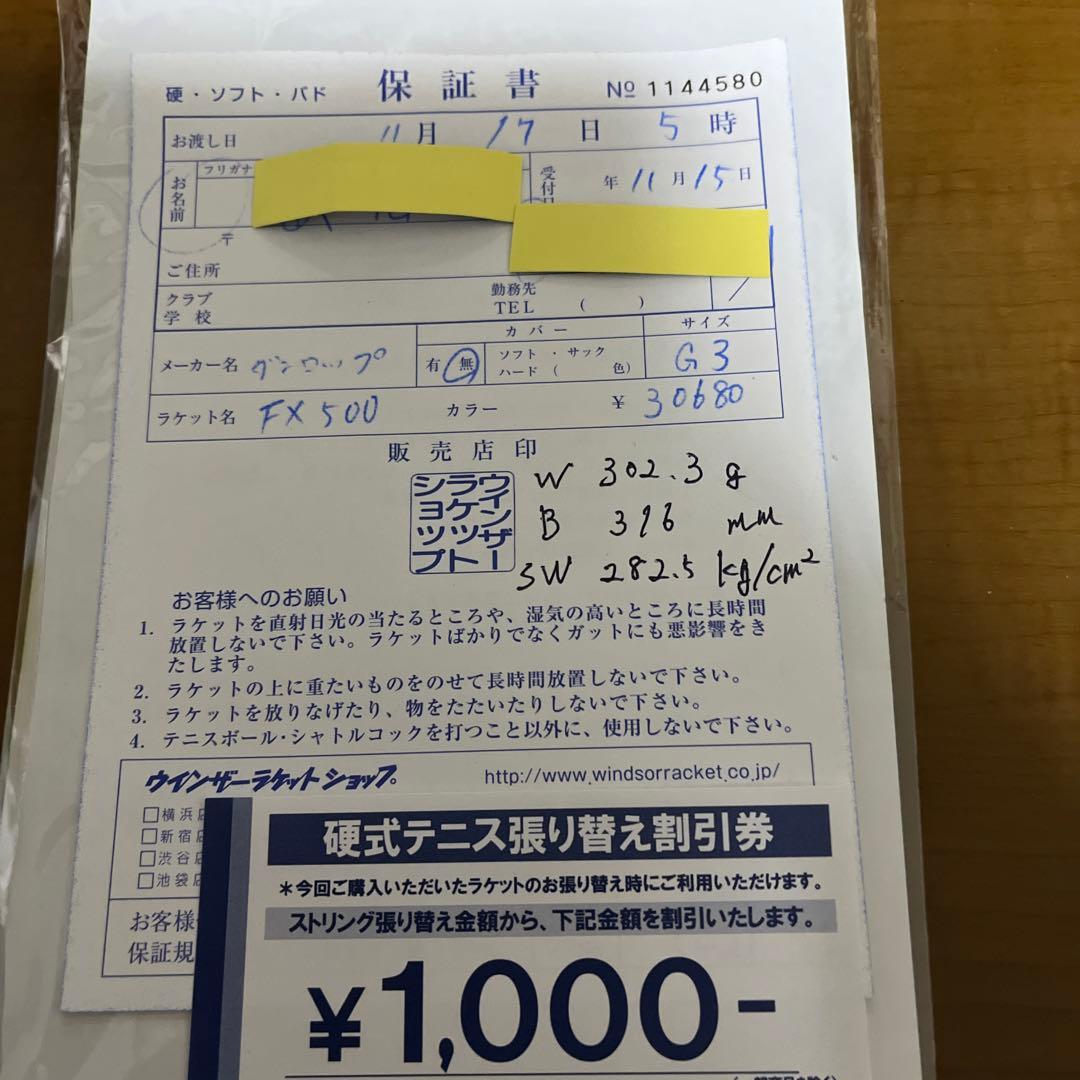 硬・ソフト・バド 保証書 № 1144580
お渡し日 11月 17日 5時
フリガナ
お名前
受付日 年 11月 15日
〒
ご住所
クラブ
学校
勤務先
TEL ( )
メーカー名 ダンロップ
カバー
有 無
ソフト・サック
ハード( 色)
サイズ
G3
ラケット名 FX500 カラー ¥ 30680
販売店印
ウインザーラケットショップ
W 302.3 g
B 316 mm
SW 282.5 kg/cm²
お客様へのお願い
1. ラケットを直射日光の当たるところや、湿気の高いところに長時間
放置しないで下さい。ラケットばかりでなくガットにも悪影響をき
たします。
2. ラケットの上に重たいものをのせて長時間放置しないで下さい。
3. ラケットを放りなげたり、物をたたいたりしないで下さい。
4. テニスボール・シャトルコックを打つこと以外に、使用しないで下さい。
ウインザーラケットショップ http://www.windsorracket.co.jp/
□横浜店
□新宿店
□渋谷店
□池袋店
お客様
保証規
硬式テニス張り替え割引券
*今回ご購入いただいたラケットのお張り替え時にご利用いただけます。
ストリング張り替え金額から、下記金額を割引いたします。
¥1,000-